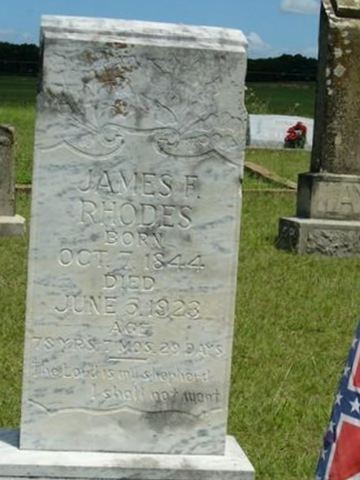 JAMES F.
RHODES
BORN
OCT. 7, 1844
DIED
JUNE 5, 1923
AGE
78 YRS. 7 MOS. 29 DAYS
The Lord is my shepherd
I shall not want